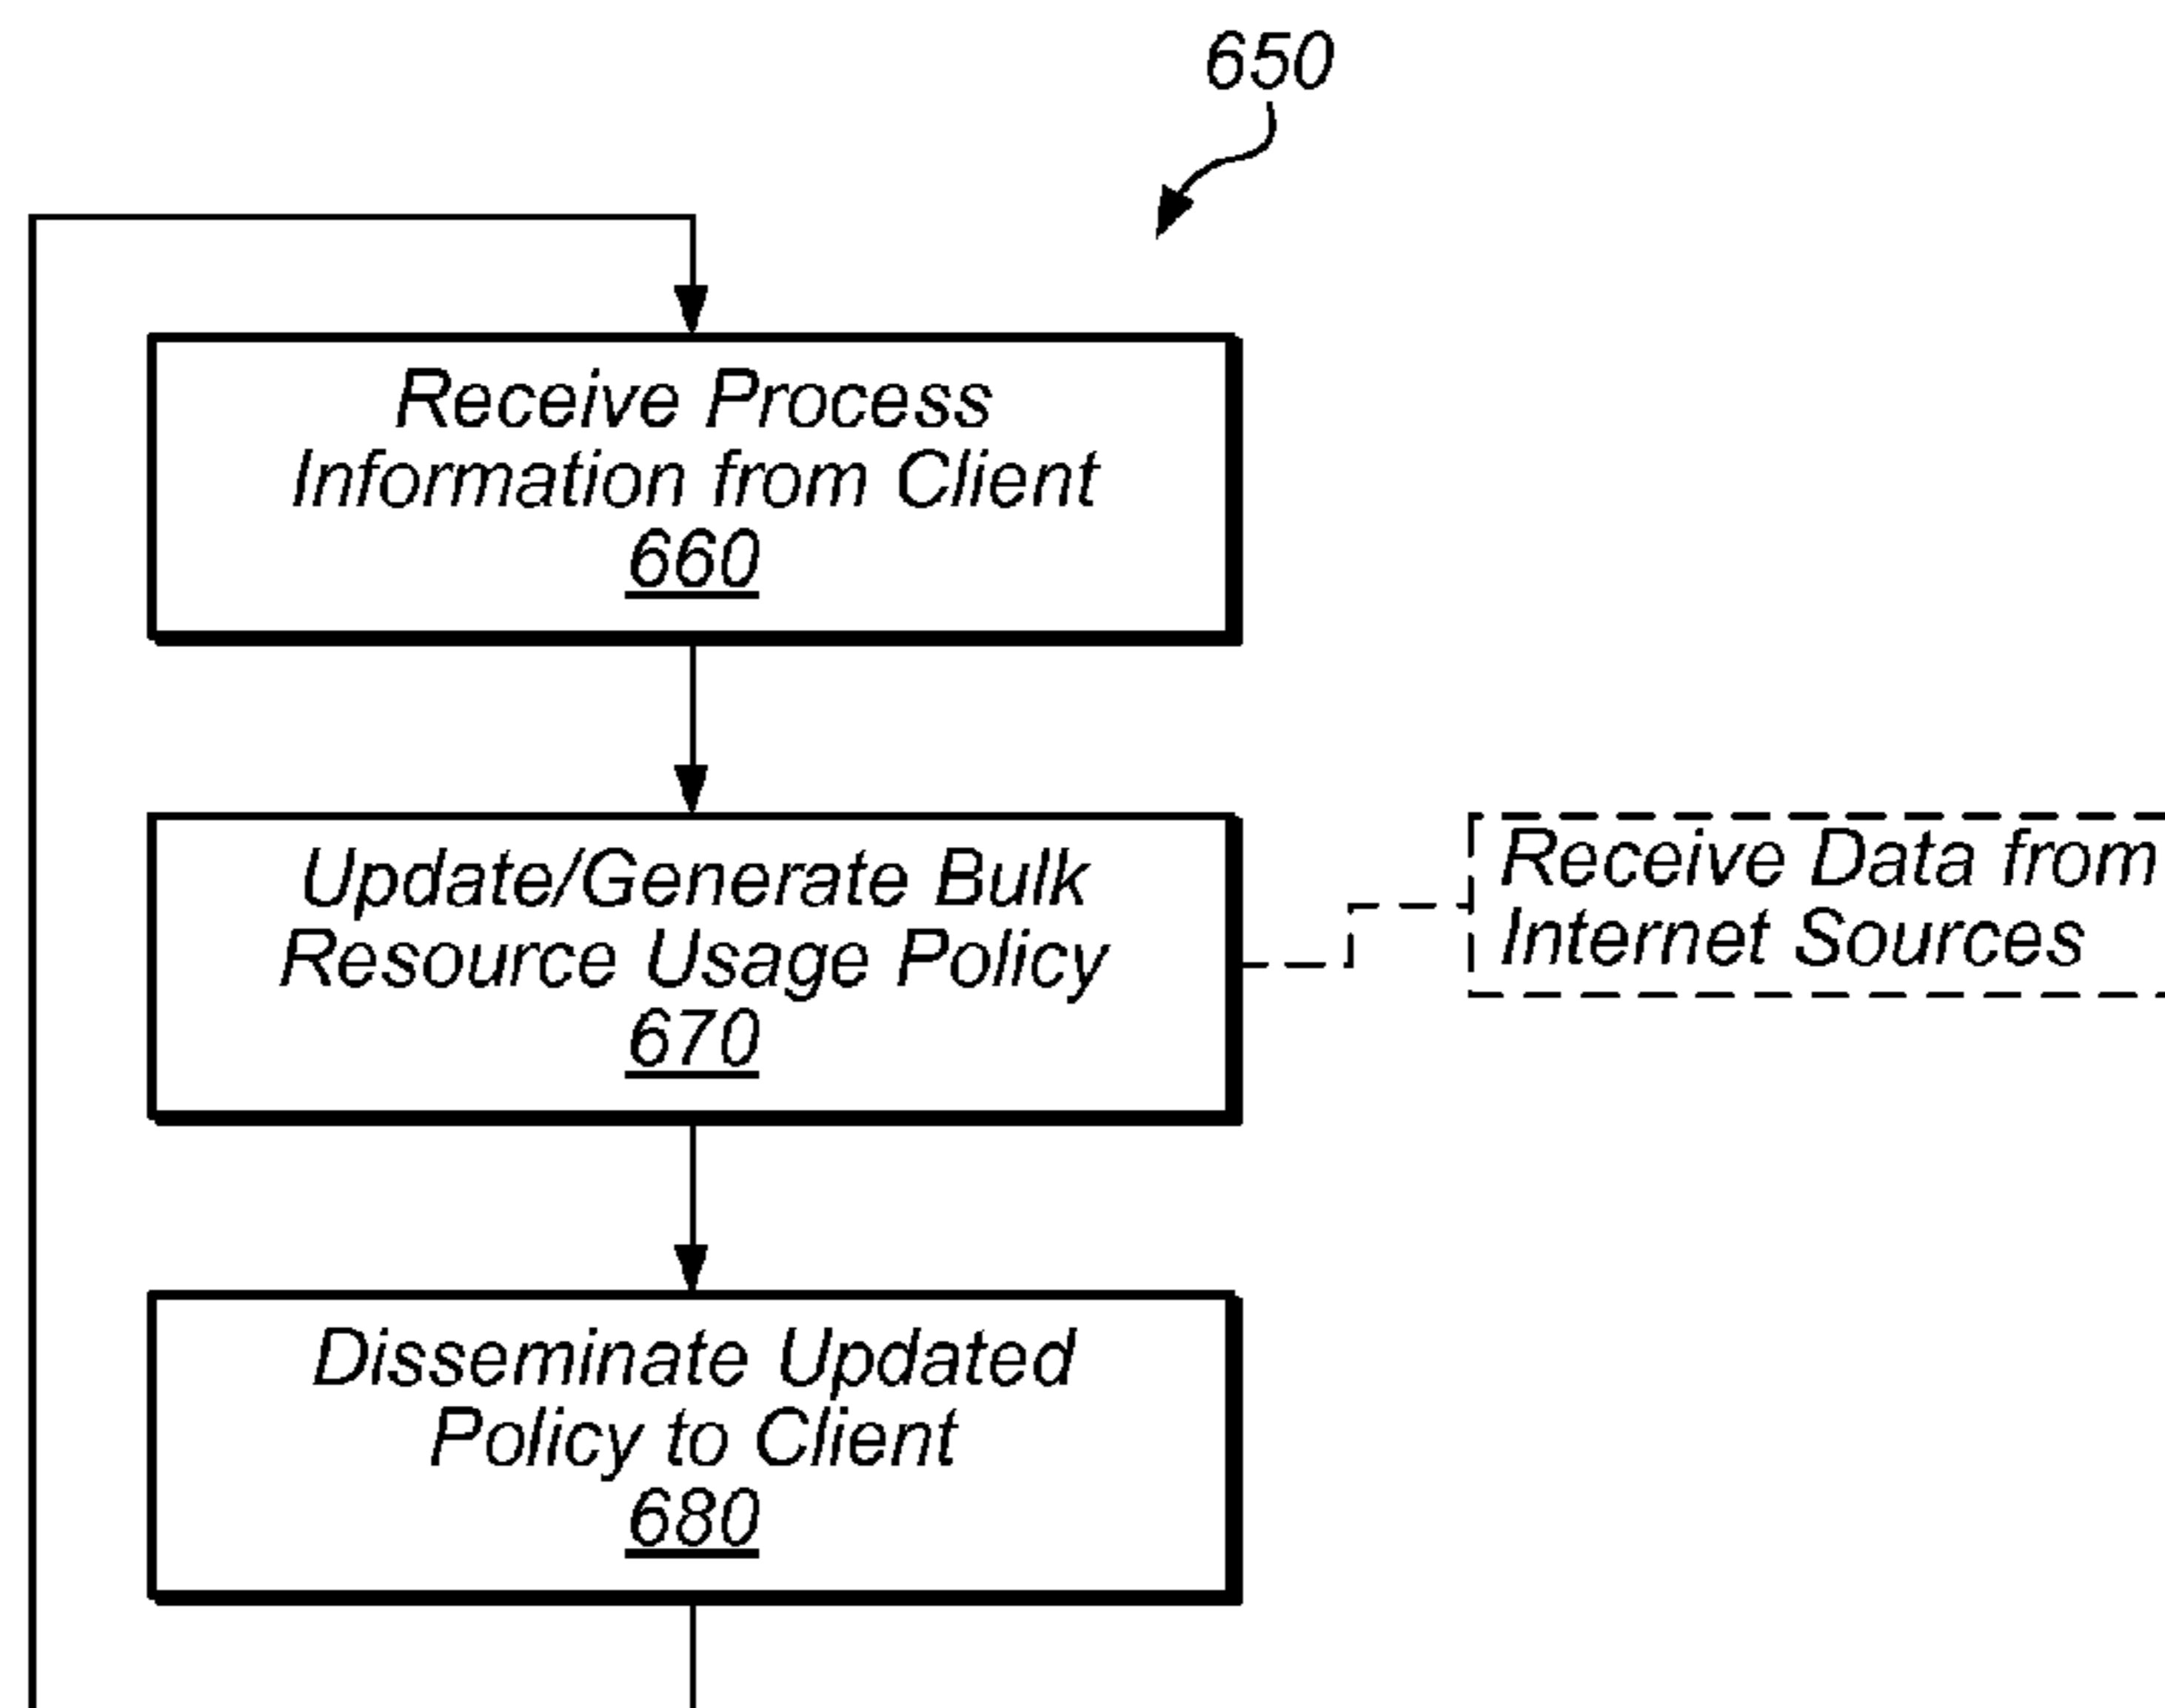 650
Receive Process
Information from Client
660
Update/Generate Bulk
Resource Usage Policy
670
Receive Data from
Internet Sources
Disseminate Updated
Policy to Client
680